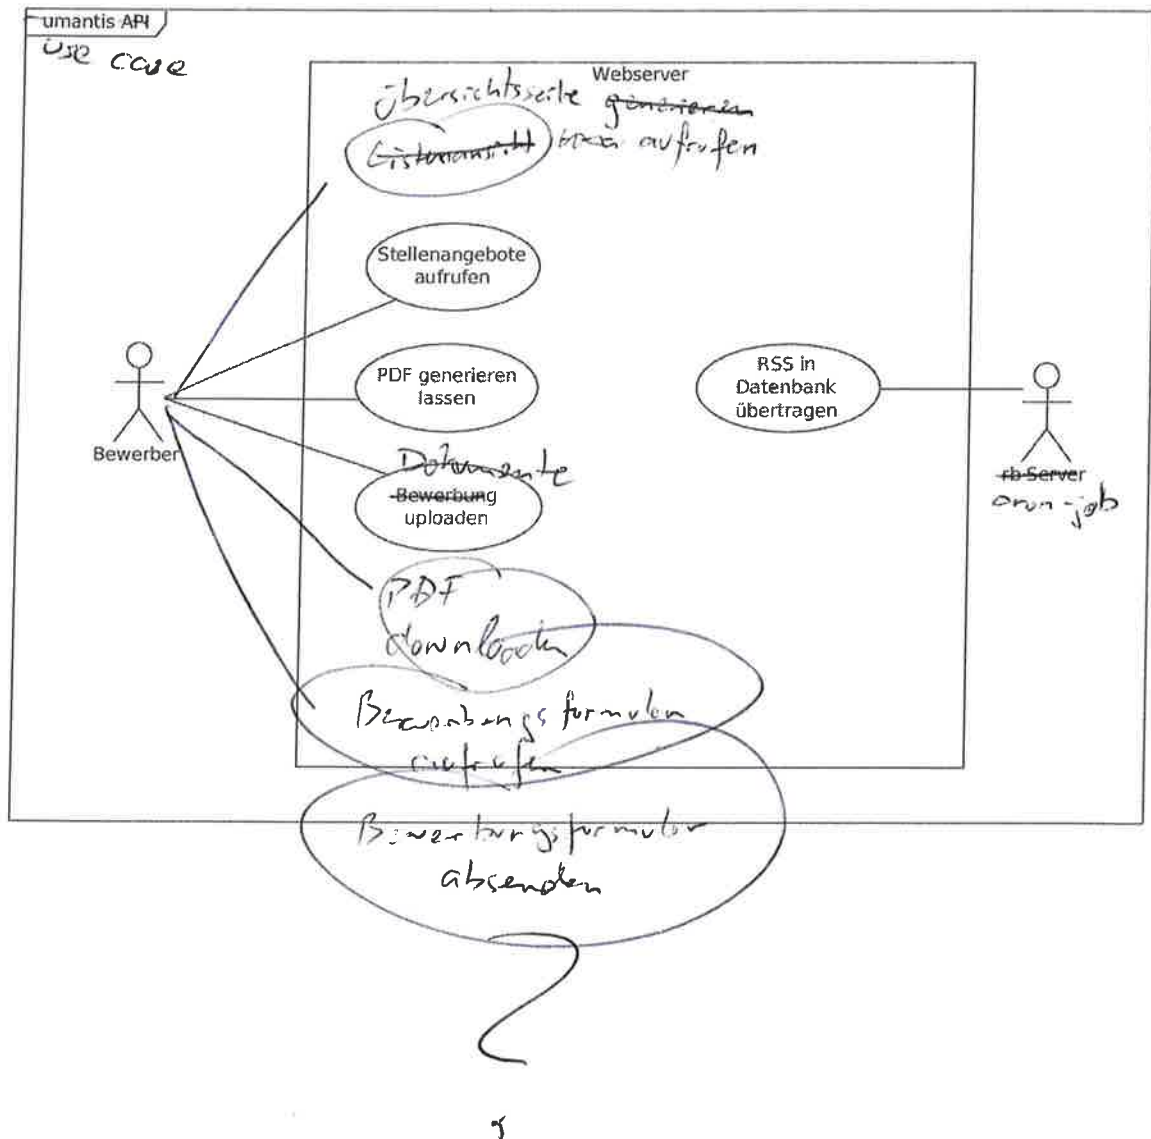 umantis API
use case
Webserver
Übersichtsseite generieren
Listenansicht aufrufen
Stellenangebote
aufrufen
PDF generieren
lassen
RSS in
Datenbank
übertragen
Bewerber
Dokumente
Bewerbung
uploaden
rb Server
cron-job
PDF
downloaden
Bewerbungsformular
aufrufen
Bewerbungsformular
absenden